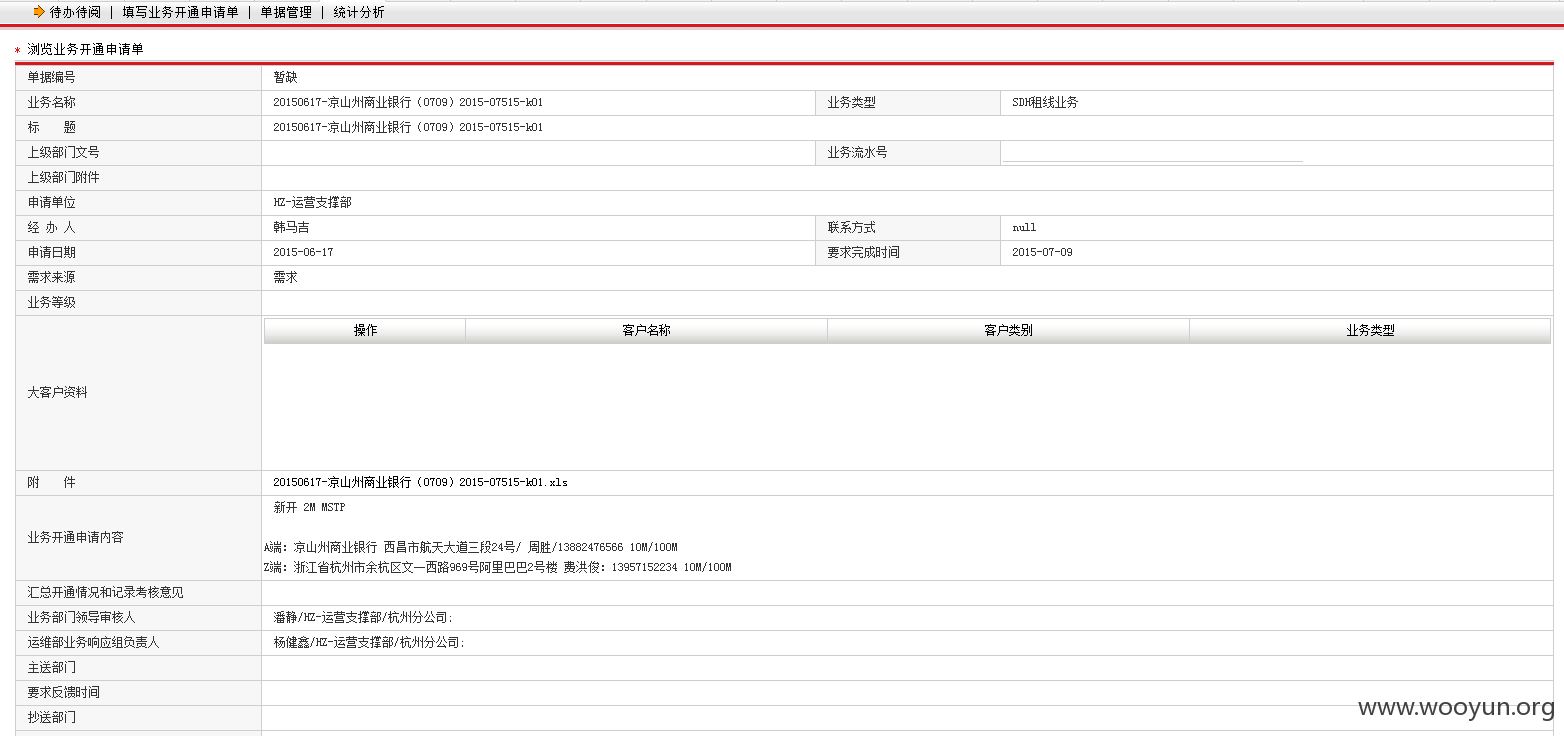 待办待阅 | 填写业务开通申请单 | 单据管理 | 统计分析
* 浏览业务开通申请单
单据编号 暂缺
业务名称 20150617-凉山州商业银行（0709）2015-07515-k01 业务类型 SDH租线业务
标 题 20150617-凉山州商业银行（0709）2015-07515-k01
上级部门文号 业务流水号
上级部门附件
申请单位 HZ-运营支撑部
经 办 人 韩马吉 联系方式 null
申请日期 2015-06-17 要求完成时间 2015-07-09
需求来源 需求
业务等级
操作 客户名称 客户类别 业务类型
大客户资料
附 件 20150617-凉山州商业银行（0709）2015-07515-k01.xls
新开 2M MSTP
业务开通申请内容
A端：凉山州商业银行 西昌市航天大道三段24号/ 周胜/13882476566 10M/100M
Z端：浙江省杭州市余杭区文一西路969号阿里巴巴2号楼 费洪俊：13957152234 10M/100M
汇总开通情况和记录考核意见
业务部门领导审核人 潘静/HZ-运营支撑部/杭州分公司;
运维部业务响应组负责人 杨健鑫/HZ-运营支撑部/杭州分公司;
主送部门
要求反馈时间
抄送部门
www.wooyun.org